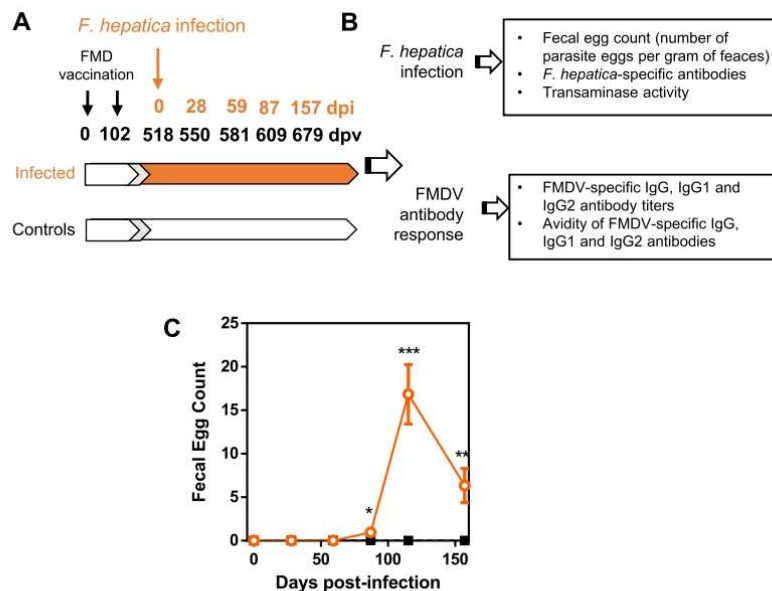 A
F. hepatica infection
FMD
vaccination
0 28 59 87 157 dpi
0 102 518 550 581 609 679 dpv
Infected
Controls
B
F. hepatica
infection
• Fecal egg count (number of
parasite eggs per gram of feaces)
• F. hepatica-specific antibodies
• Transaminase activity
FMDV
antibody
response
• FMDV-specific IgG, IgG1 and
IgG2 antibody titers
• Avidity of FMDV-specific IgG,
IgG1 and IgG2 antibodies
C
Fecal Egg Count
25
20
15
10
5
0
*
***
**
0 50 100 150
Days post-infection